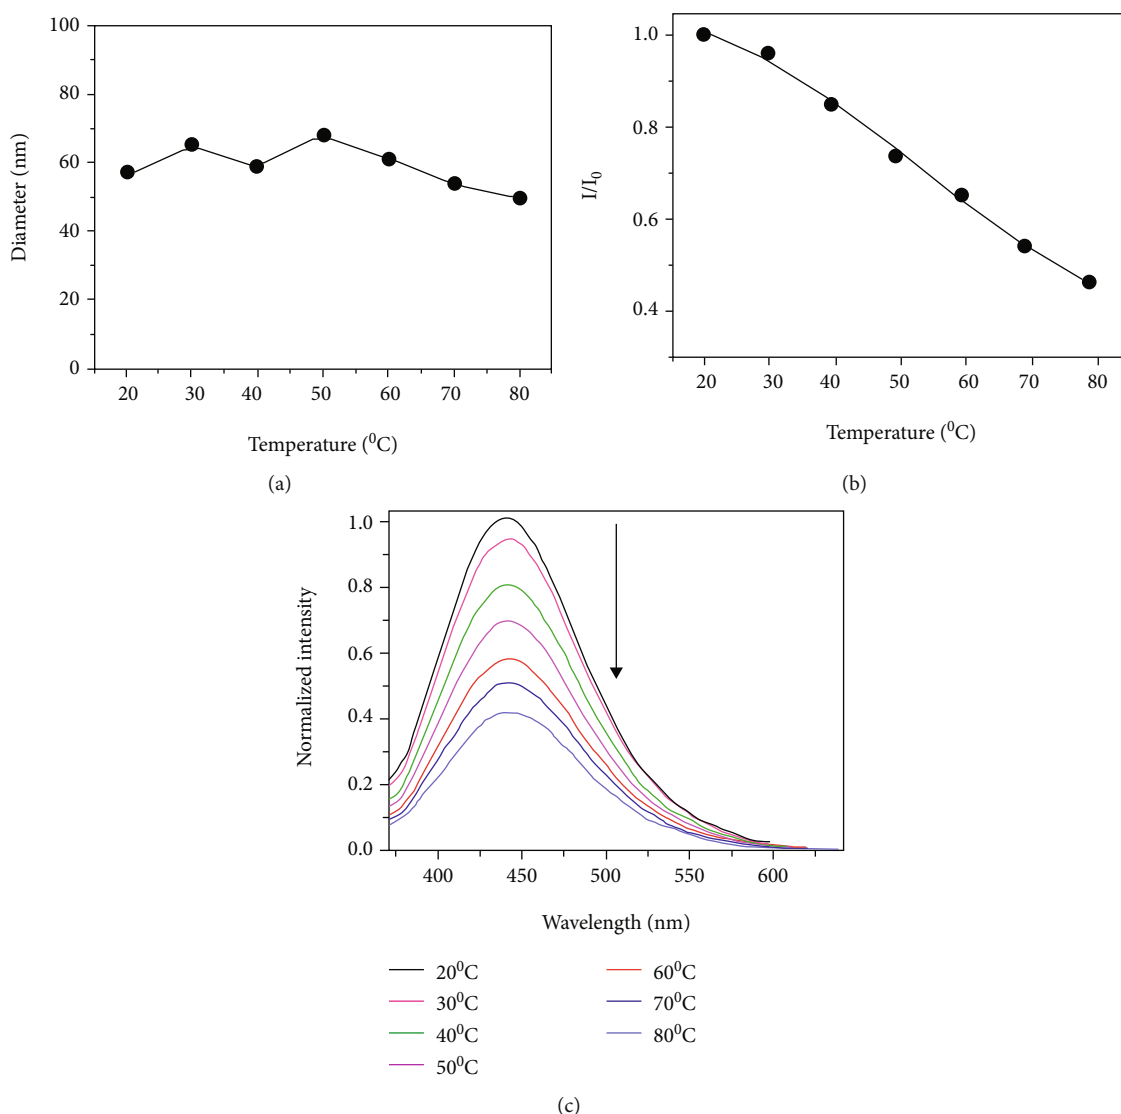 100
80
60
40
20
0
Diameter (nm)
20 30 40 50 60 70 80
Temperature (⁰C)
(a)
1.0
0.8
0.6
0.4
I/I₀
20 30 40 50 60 70 80
Temperature (⁰C)
(b)
1.0
0.8
0.6
0.4
0.2
0.0
Normalized intensity
400 450 500 550 600
Wavelength (nm)
20⁰C 60⁰C
30⁰C 70⁰C
40⁰C 80⁰C
50⁰C
(c)